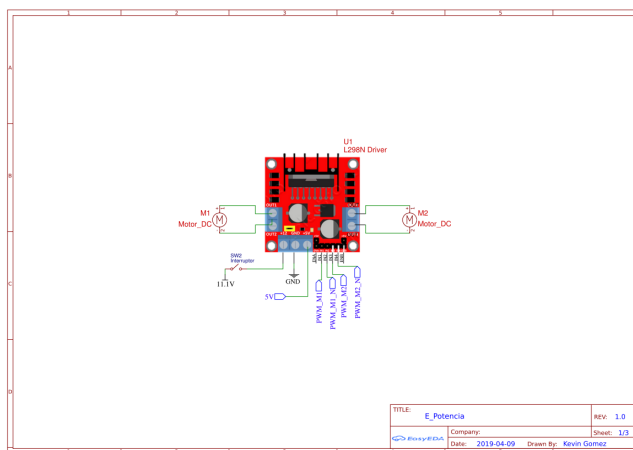 1 2 3 4 5
A
B
C
D
U1
L298N Driver
M1
Motor_DC
M
M2
Motor_DC
M
OUT1
OUT2
SW2
Interruptor
11.1V
GND
5V
PWM_M1
PWM_M1_N
PWM_M2
PWM_M2_N
TITLE:
E_Potencia
REV: 1.0
EasyEDA
Company:
Sheet: 1/3
Date: 2019-04-09
Drawn By: Kevin Gomez